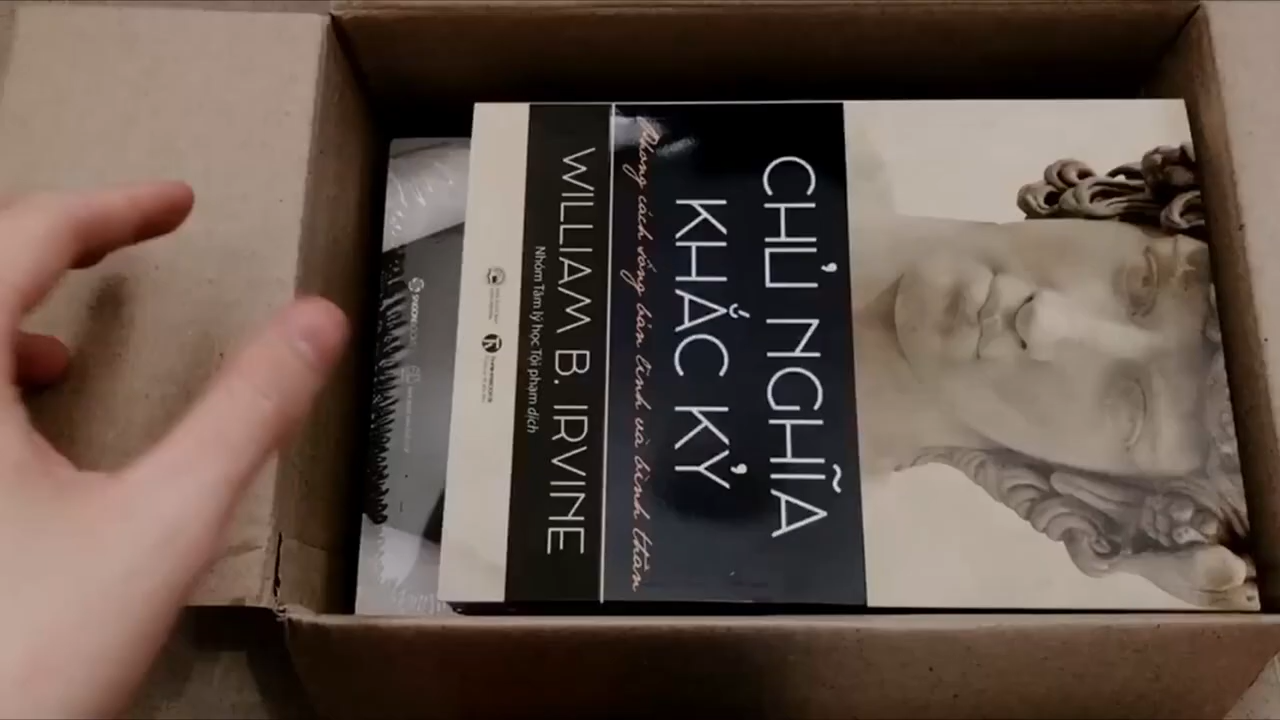 CHỦ NGHĨA
KHẮC KỶ
Phong cách sống bản lĩnh và bình thản
WILLIAM B. IRVINE
Nhóm Tâm lý học Tội phạm dịch